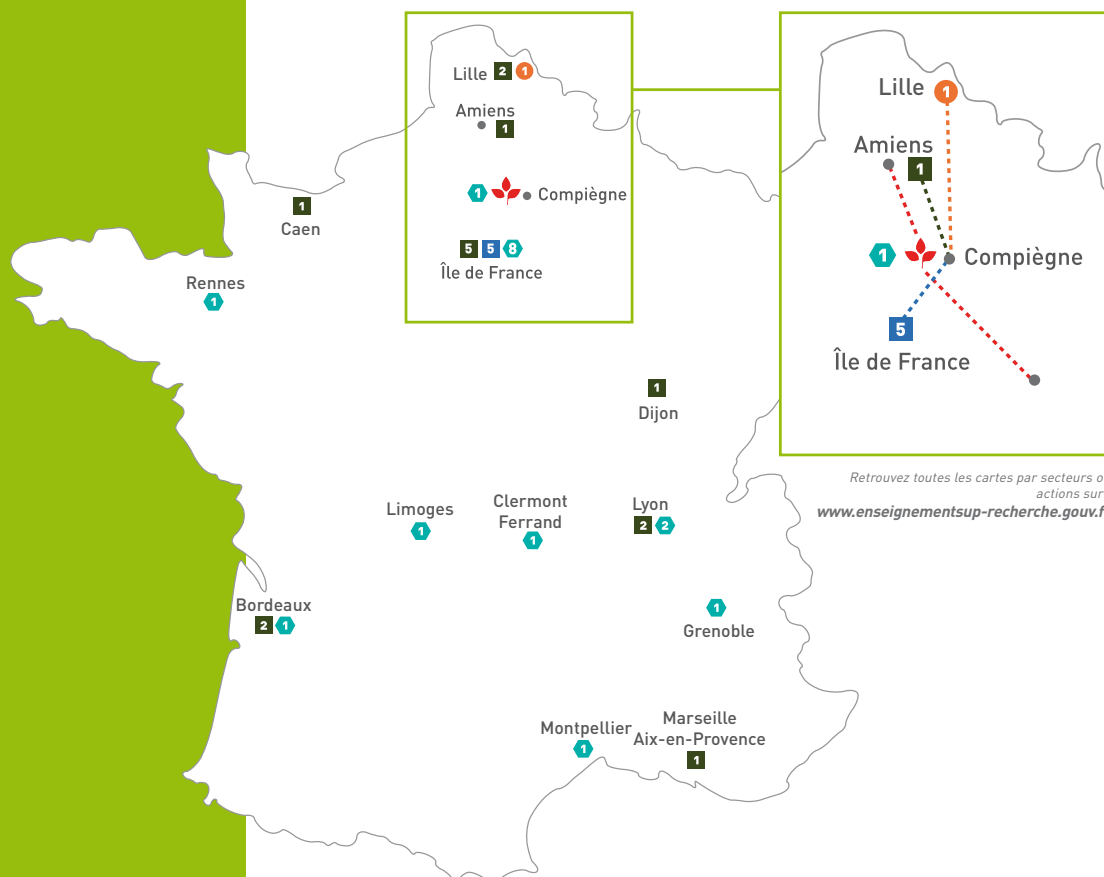 Lille 2 1
Amiens
1
1 Compiègne
5 5 8
Île de France
1
Caen
Rennes
1
1
Dijon
Limoges
1
Clermont
Ferrand
1
Lyon
2 2
Bordeaux
2 1
1
Grenoble
Montpellier
1
Marseille
Aix-en-Provence
1
Lille 1
Amiens
1
1 Compiègne
5
Île de France
Retrouvez toutes les cartes par secteurs o
actions sur
www.enseignementsup-recherche.gouv.f